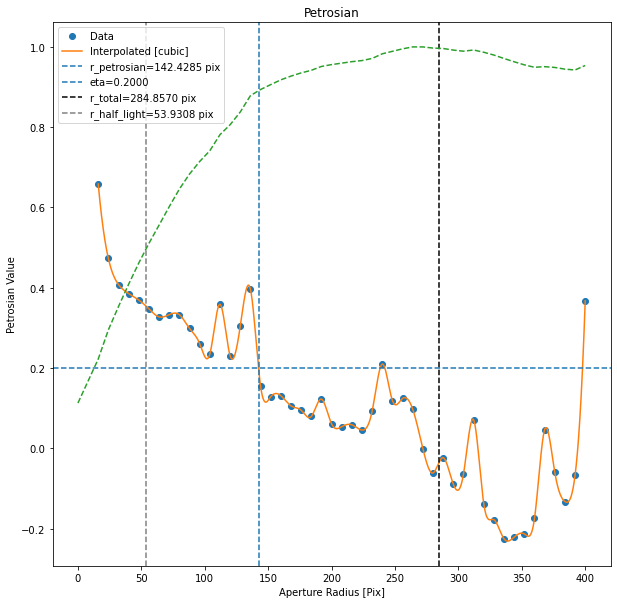 Petrosian
Data
Interpolated [cubic]
r_petrosian=142.4285 pix
eta=0.2000
r_total=284.8570 pix
r_half_light=53.9308 pix
Petrosian Value
1.0
0.8
0.6
0.4
0.2
0.0
−0.2
0 50 100 150 200 250 300 350 400
Aperture Radius [Pix]